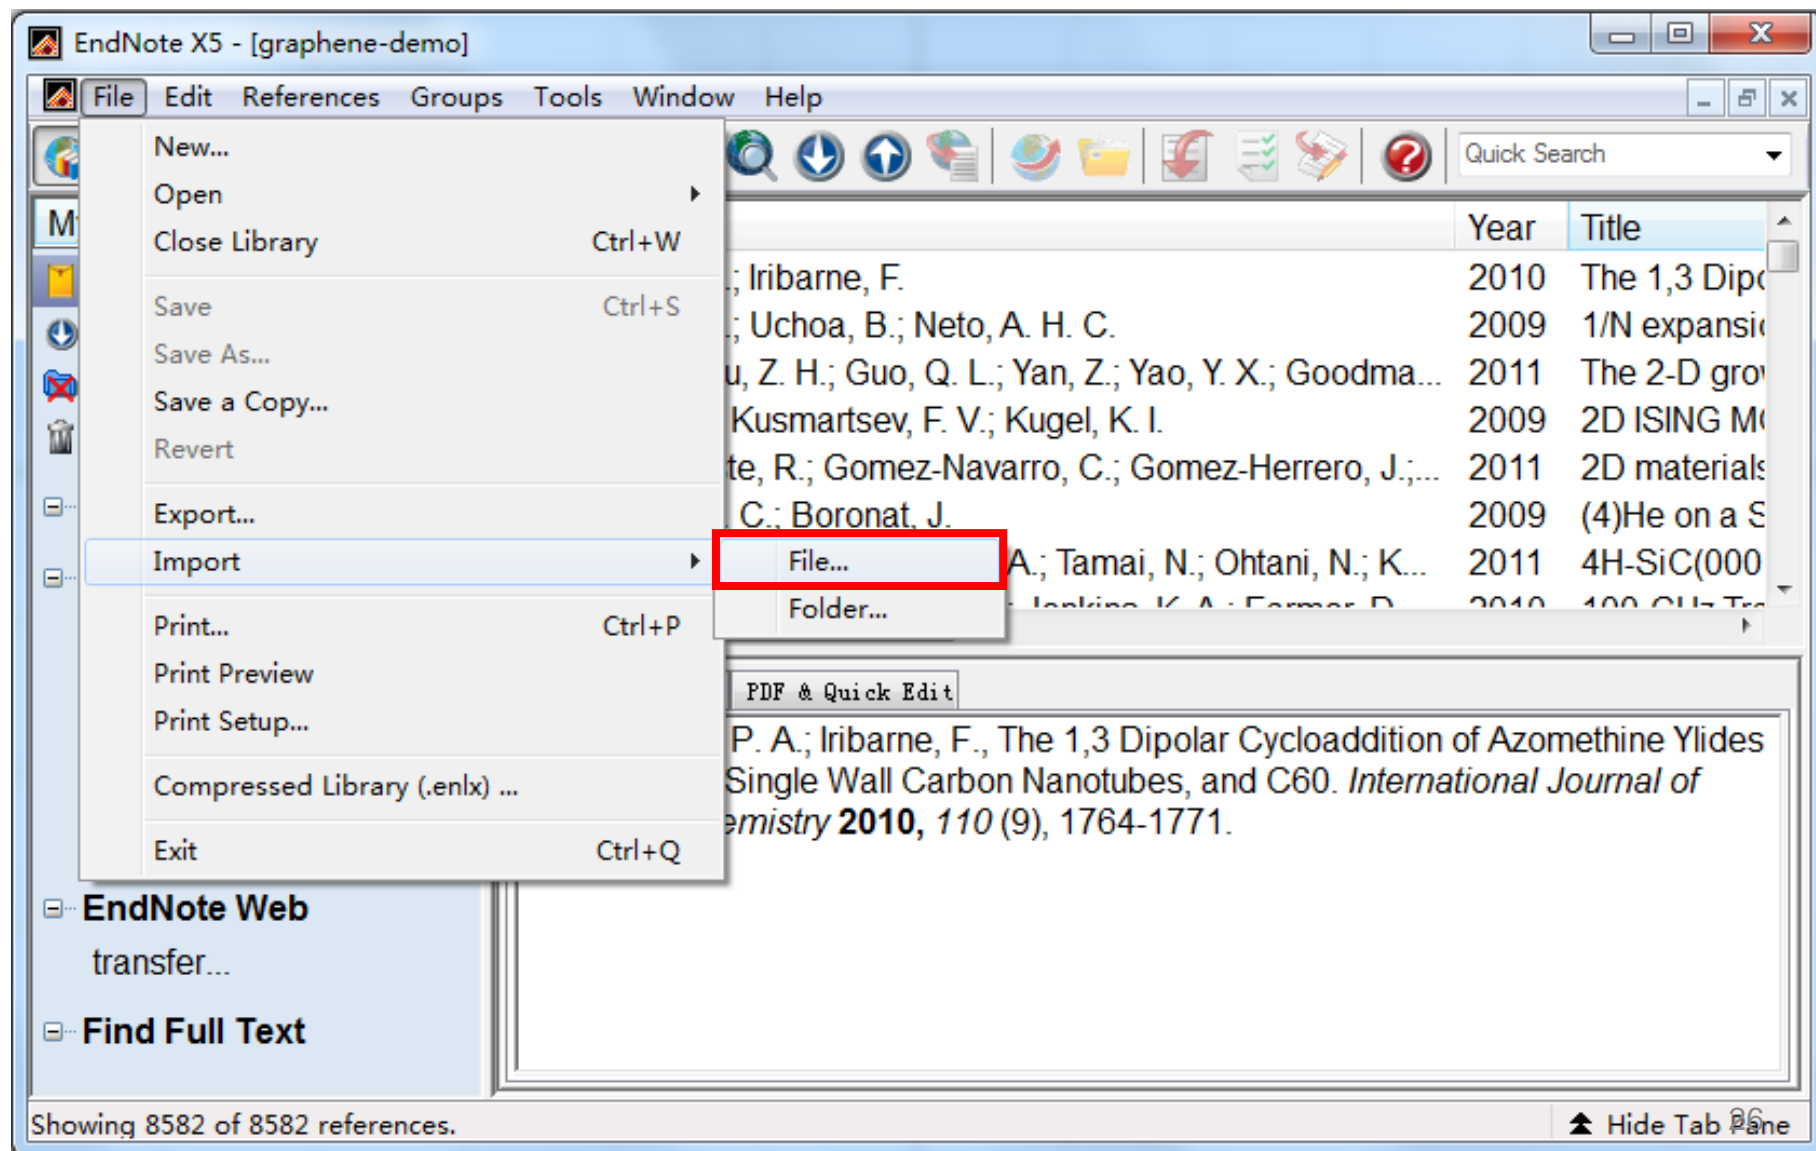 EndNote X5 - [graphene-demo]
File Edit References Groups Tools Window Help
Quick Search
New...
Open
Close Library Ctrl+W
Save Ctrl+S
Save As...
Save a Copy...
Revert
Export...
Import
Print... Ctrl+P
Print Preview
Print Setup...
Compressed Library (.enlx) ...
Exit Ctrl+Q
File...
Folder...
Year Title
; Iribarne, F. 2010 The 1,3
; Uchoa, B.; Neto, A. H. C. 2009 1/N
Z. H.; Guo, Q. L.; Yan, Z.; Yao, Y. X.; Goodma... 2011 The 2-D
Kusmartsev, F. V.; Kugel, K. I. 2009 2D ISING
R.; Gomez-Navarro, C.; Gomez-Herrero, J.;... 2011 2D materials
C.; Boronat, J. 2009 (4)He on a S
A.; Tamai, N.; Ohtani, N.; K... 2011 4H-SiC(000
PDF & Quick Edit
P. A.; Iribarne, F., The 1,3 Dipolar Cycloaddition of Azomethine Ylides
Single Wall Carbon Nanotubes, and C60. International Journal of
emistry 2010, 110 (9), 1764-1771.
EndNote Web
transfer...
Find Full Text
Showing 8582 of 8582 references.
Hide Tab Pane
26